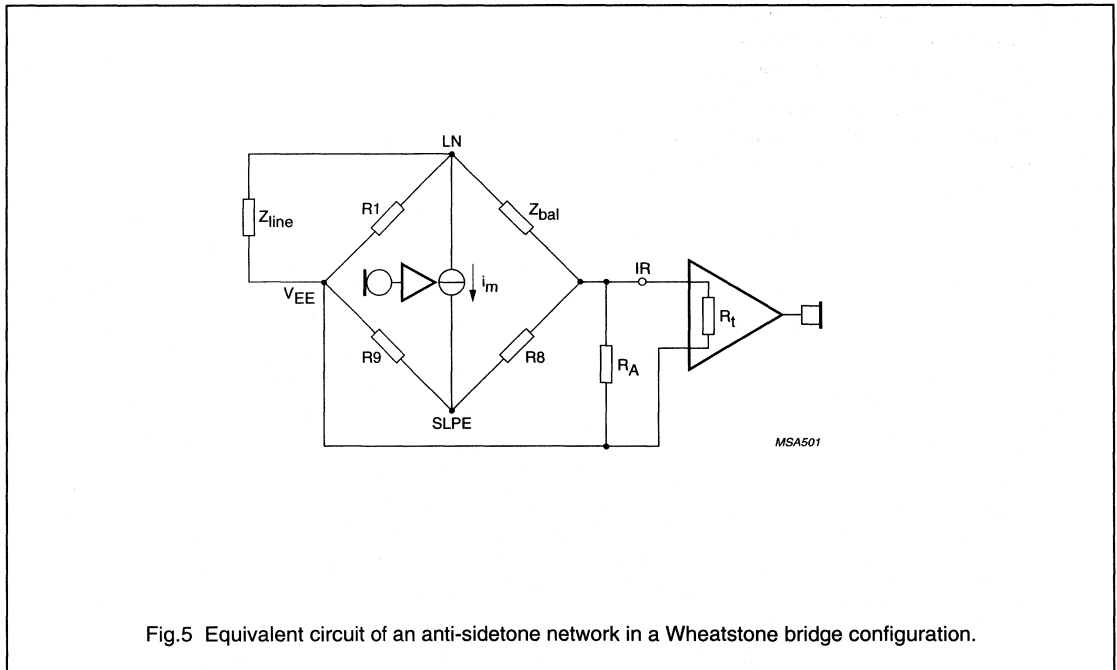 LN
R1
Zbal
Zline
IR
im
VEE
Rt
R9
R8
RA
SLPE
MSA501
Fig.5 Equivalent circuit of an anti-sidetone network in a Wheatstone bridge configuration.